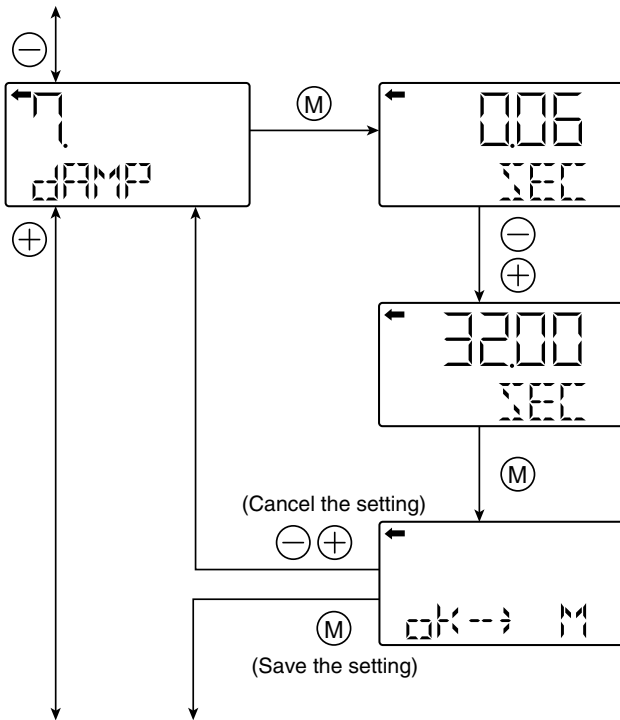 −
←7.
dAMP
M
← 0.06
SEC
+
−
+
← 32.00
SEC
M
(Cancel the setting)
− +
←
oK--→ M
M
(Save the setting)